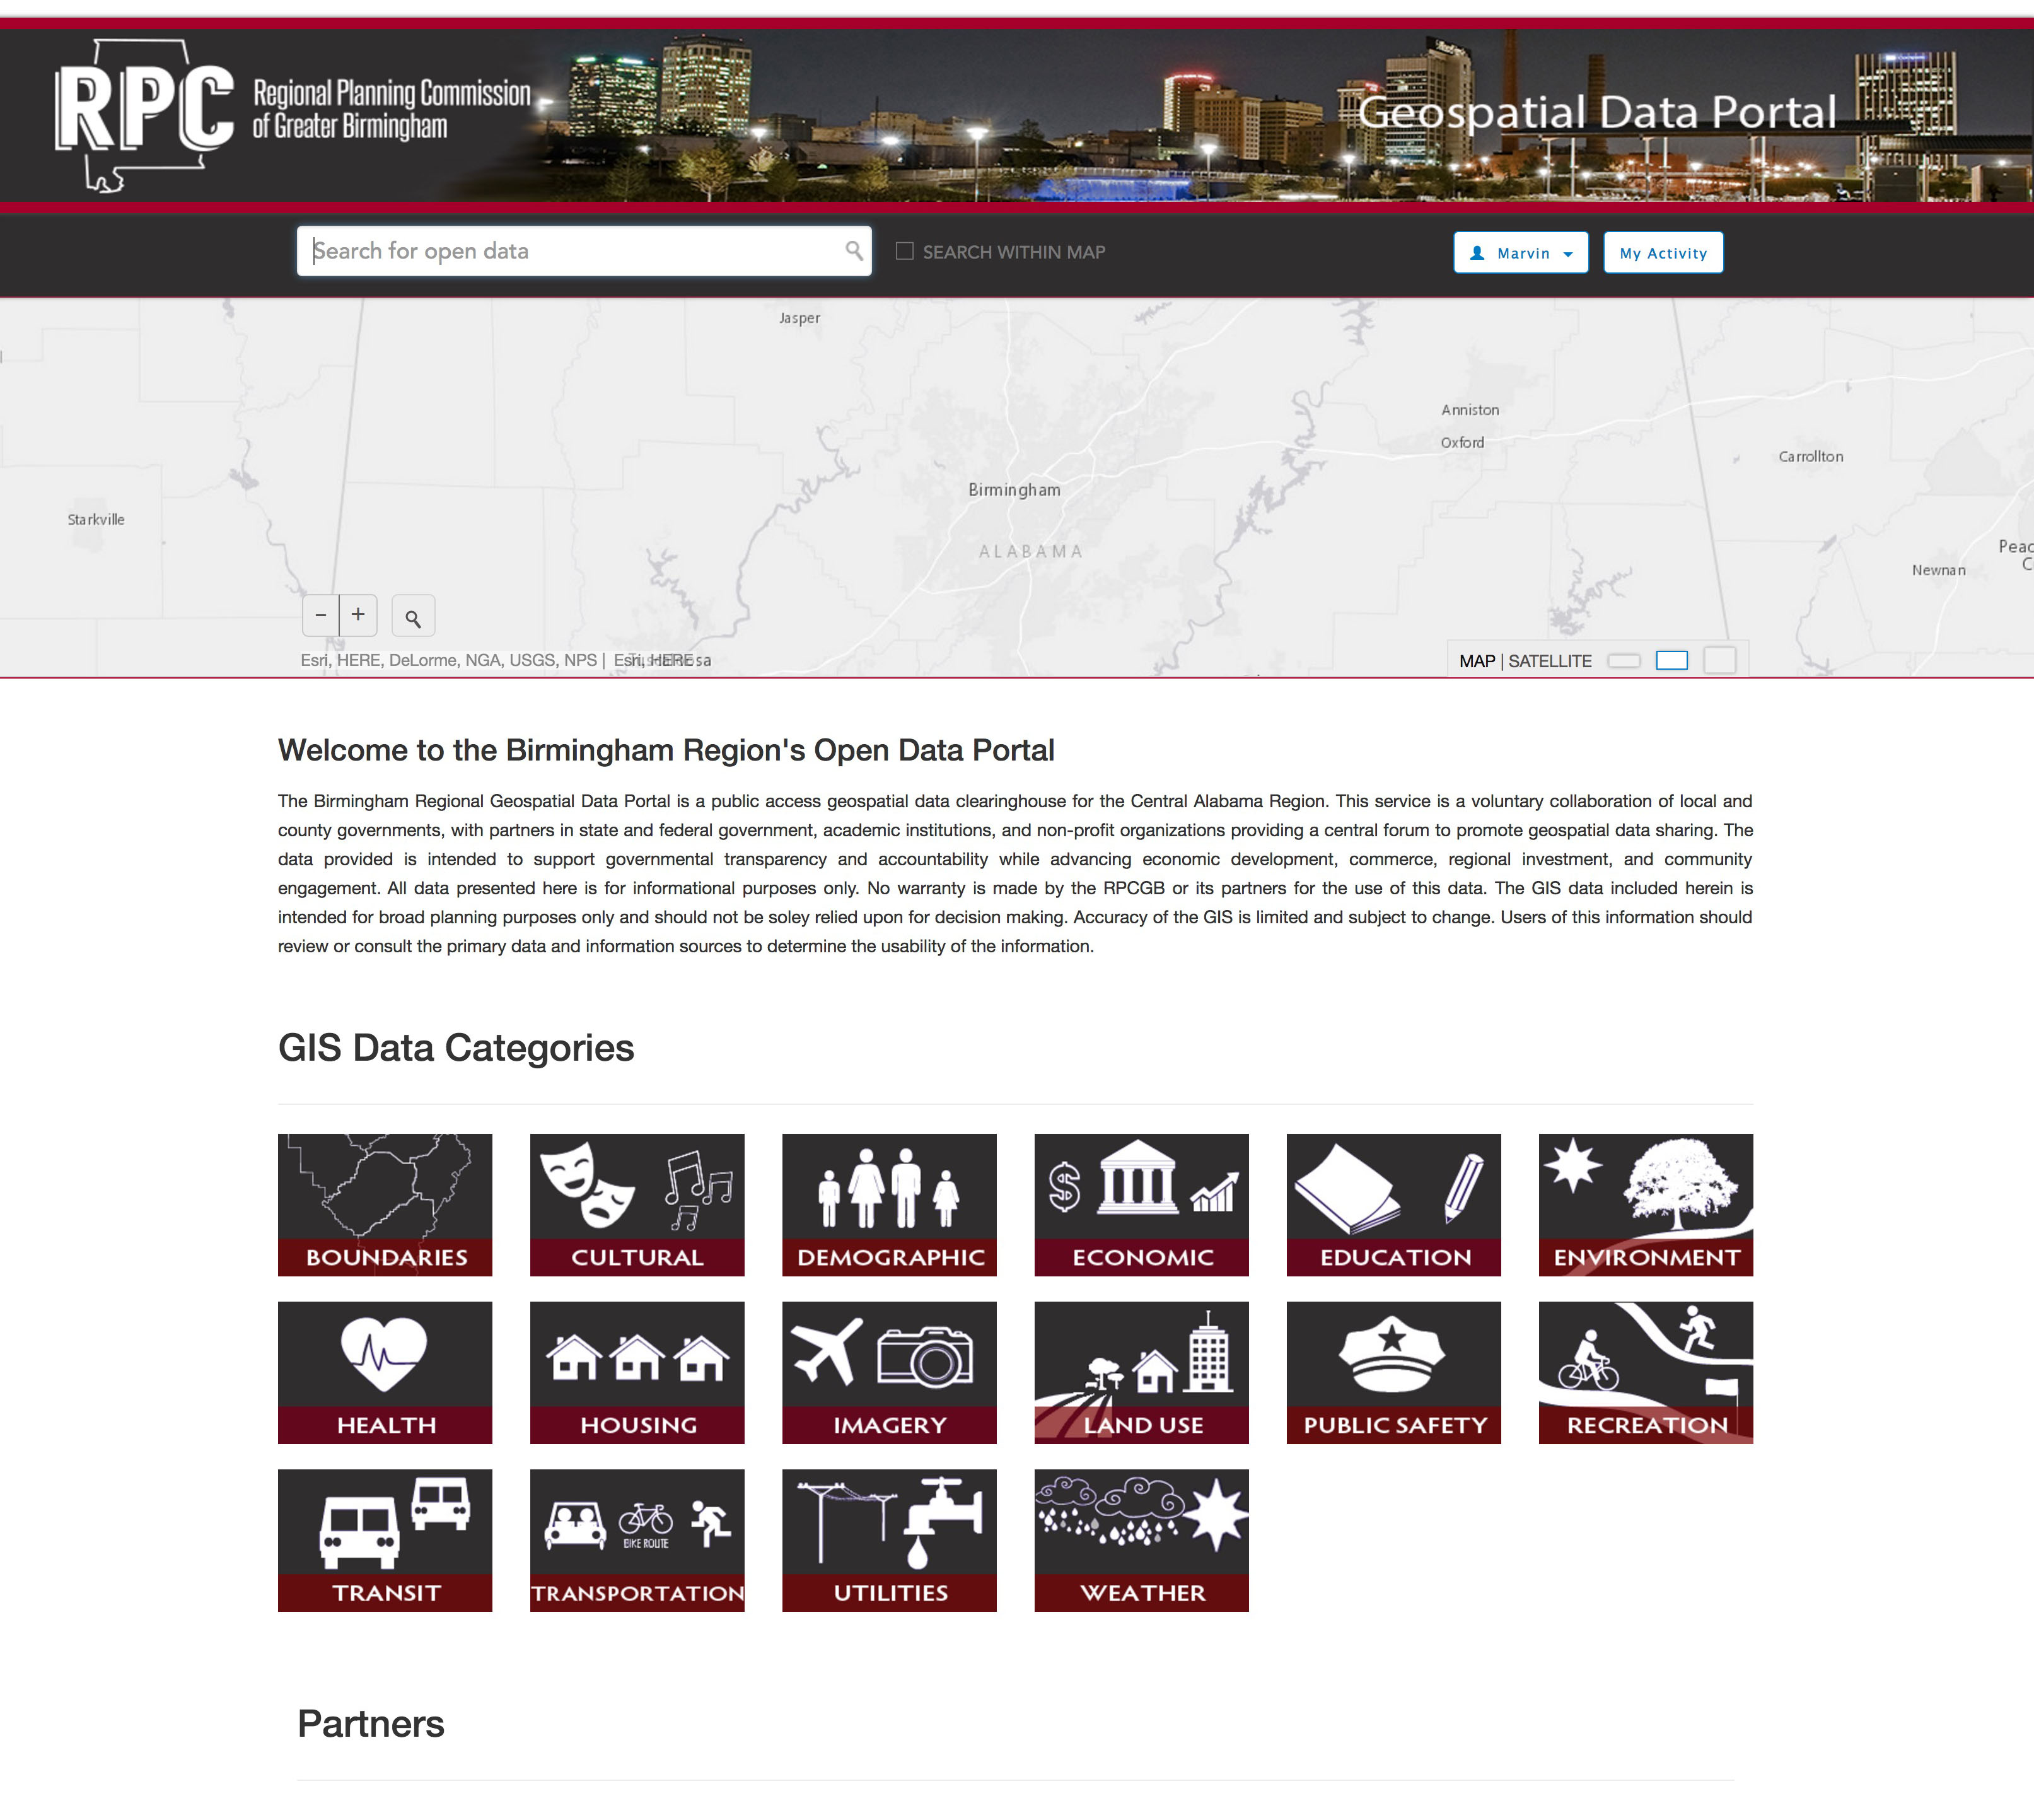 RPC
Regional Planning Commission
of Greater Birmingham
Geospatial Data Portal
Search for open data
SEARCH WITHIN MAP
Marvin
My Activity
Jasper
Anniston
Oxford
Carrollton
Birmingham
Starkville
ALABAMA
Peac
C
Newnan
− +
Esri, HERE, DeLorme, NGA, USGS, NPS | Esri, HERE
MAP | SATELLITE
Welcome to the Birmingham Region's Open Data Portal
The Birmingham Regional Geospatial Data Portal is a public access geospatial data clearinghouse for the Central Alabama Region. This service is a voluntary collaboration of local and
county governments, with partners in state and federal government, academic institutions, and non-profit organizations providing a central forum to promote geospatial data sharing. The
data provided is intended to support governmental transparency and accountability while advancing economic development, commerce, regional investment, and community
engagement. All data presented here is for informational purposes only. No warranty is made by the RPCGB or its partners for the use of this data. The GIS data included herein is
intended for broad planning purposes only and should not be soley relied upon for decision making. Accuracy of the GIS is limited and subject to change. Users of this information should
review or consult the primary data and information sources to determine the usability of the information.
GIS Data Categories
BOUNDARIES
CULTURAL
DEMOGRAPHIC
$
ECONOMIC
EDUCATION
ENVIRONMENT
HEALTH
HOUSING
IMAGERY
LAND USE
PUBLIC SAFETY
RECREATION
TRANSIT
BIKE ROUTE
TRANSPORTATION
UTILITIES
WEATHER
Partners